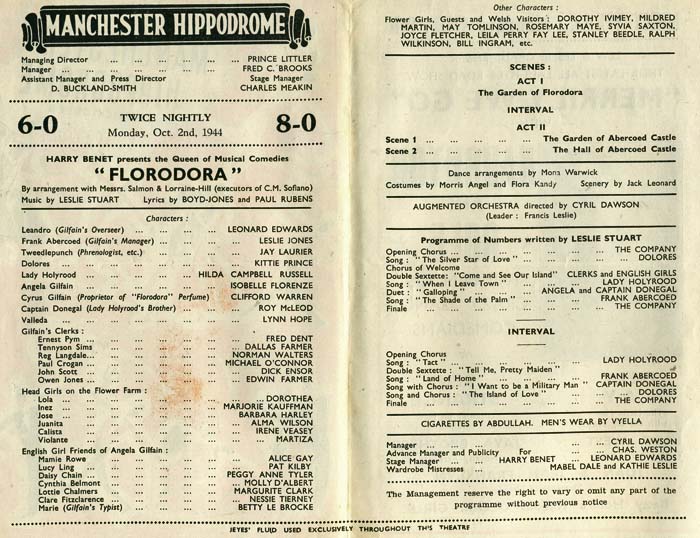 MANCHESTER HIPPODROME
Managing Director ... ... ... ... PRINCE LITTLER
Manager ... ... ... ... ... ... FRED C. BROOKS
Assistant Manager and Press Director Stage Manager
D. BUCKLAND-SMITH CHARLES MEAKIN
6-0 TWICE NIGHTLY 8-0
Monday, Oct. 2nd, 1944
HARRY BENET presents the Queen of Musical Comedies
" FLORODORA "
By arrangement with Messrs. Salmon & Lorraine-Hill (executors of C.M. Sofiano)
Music by LESLIE STUART Lyrics by BOYD-JONES and PAUL RUBENS
Characters :
Leandro (Gilfain's Overseer) ... ... ... LEONARD EDWARDS
Frank Abercoed (Gilfain's Manager) ... ... ... LESLIE JONES
Tweedlepunch (Phrenologist, etc.) ... ... ... JAY LAURIER
Dolores ... ... ... ... ... ... KITTIE PRINCE
Lady Holyrood ... ... ... ... HILDA CAMPBELL RUSSELL
Angela Gilfain ... ... ... ... ISOBELLE FLORENZE
Cyrus Gilfain (Proprietor of "Florodora" Perfume) CLIFFORD WARREN
Captain Donegal (Lady Holyrood's Brother) ... ... ROY McLEOD
Valleda ... ... ... ... ... ... LYNN HOPE
Gilfain's Clerks :
Ernest Pym ... ... ... ... ... FRED DENT
Tennyson Sims ... ... ... ... DALLAS FARMER
Reg Langdale... ... ... ... NORMAN WALTERS
Paul Crogan ... ... ... ... MICHAEL O'CONNOR
John Scott ... ... ... ... ... DICK ENSOR
Owen Jones ... ... ... ... ... EDWIN FARMER
Head Girls on the Flower Farm :
Lola ... ... ... ... ... ... DOROTHEA
Inez ... ... ... ... ... MARJORIE KAUFFMAN
Jose ... ... ... ... ... BARBARA HARLEY
Juanita ... ... ... ... ... ALMA WILSON
Calista ... ... ... ... ... IRENE VEASEY
Violante ... ... ... ... ... MARTIZA
English Girl Friends of Angela Gilfain :
Mamie Rowe ... ... ... ... ... ALICE GAY
Lucy Ling ... ... ... ... ... PAT KILBY
Daisy Chain ... ... ... ... PEGGY ANNE TYLER
Cynthia Belmont ... ... ... ... MOLLY D'ALBERT
Lottie Chalmers ... ... ... ... MARGURITE CLARK
Clare Fitzclarence ... ... ... ... NESSIE TIERNEY
Marie (Gilfain's Typist) ... ... ... BETTY LE BROCKE
Other Characters :
Flower Girls, Guests and Welsh Visitors : DOROTHY IVIMEY, MILDRED
MARTIN, MAY TOMLINSON, ROSEMARY MAYE, SYVIA SAXTON,
JOYCE FLETCHER, LEILA PERRY FAY LEE, STANLEY BEEDLE, RALPH
WILKINSON, BILL INGRAM, etc.
SCENES :
ACT I
The Garden of Florodora
INTERVAL
ACT II
Scene 1 ... ... ... ... The Garden of Abercoed Castle
Scene 2 ... ... ... ... The Hall of Abercoed Castle
Dance arrangements by Mona Warwick
Costumes by Morris Angel and Flora Kandy Scenery by Jack Leonard
AUGMENTED ORCHESTRA directed by CYRIL DAWSON
(Leader : Francis Leslie)
Programme of Numbers written by LESLIE STUART
Opening Chorus ... ... ... ... ... THE COMPANY
Song : "The Silver Star of Love" ... ... ... DOLORES
Chorus of Welcome
Double Sextette: "Come and See Our Island" CLERKS and ENGLISH GIRLS
Song : "When I Leave Town" ... ... ... LADY HOLYROOD
Duet : "Galloping" ... ... ANGELA and CAPTAIN DONEGAL
Song : "The Shade of the Palm" ... ... FRANK ABERCOED
Finale ... ... ... ... ... ... THE COMPANY
INTERVAL
Opening Chorus
Song : "Tact" ... ... ... ... ... LADY HOLYROOD
Double Sextette : "Tell Me, Pretty Maiden"
Song : "Land of Home" ... ... ... FRANK ABERCOED
Song with Chorus : "I Want to be a Military Man" CAPTAIN DONEGAL
Song and Chorus : "The Island of Love" ... ... DOLORES
Finale ... ... ... ... ... ... THE COMPANY
CIGARETTES BY ABDULLAH. MEN'S WEAR BY VYELLA
Manager ... ... ... ... CYRIL DAWSON
Advance Manager and Publicity For CHAS. WESTON
Stage Manager ... ... HARRY BENET ... LEONARD EDWARDS
Wardrobe Mistresses ... ... MABEL DALE and KATHIE LESLIE
The Management reserve the right to vary or omit any part of the
programme without previous notice
JEYES' FLUID USED EXCLUSIVELY THROUGHOUT THIS THEATRE